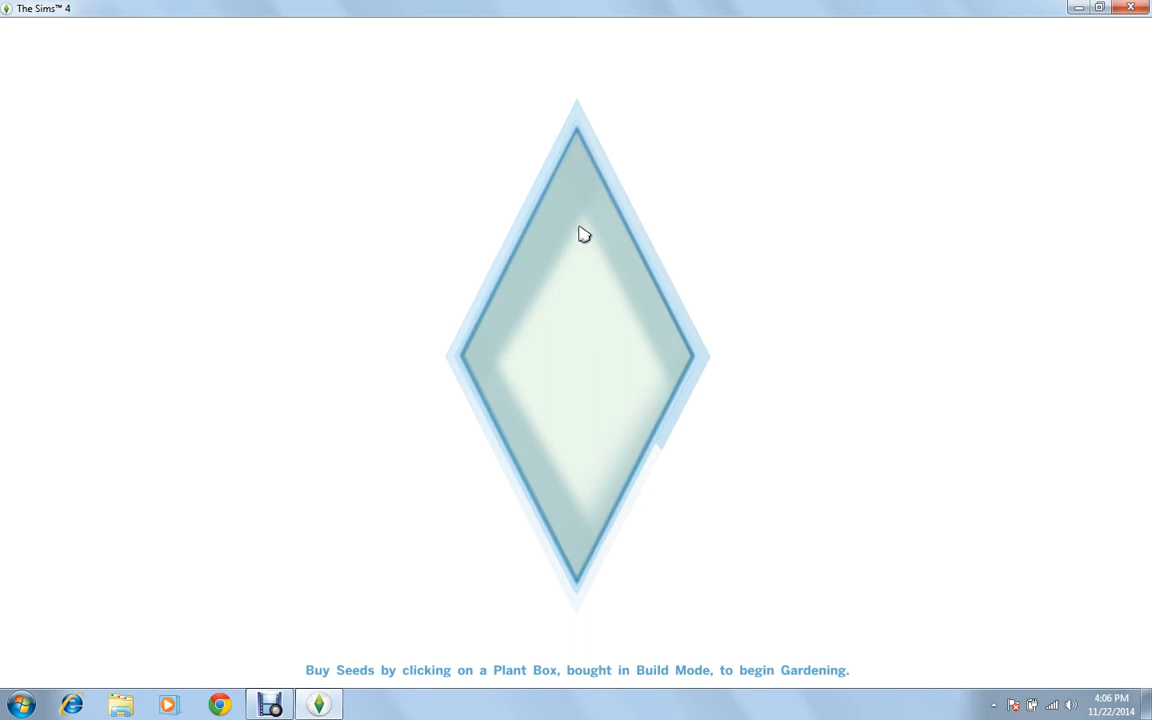 The Sims™ 4
Buy Seeds by clicking on a Plant Box, bought in Build Mode, to begin Gardening.
4:06 PM
11/22/2014